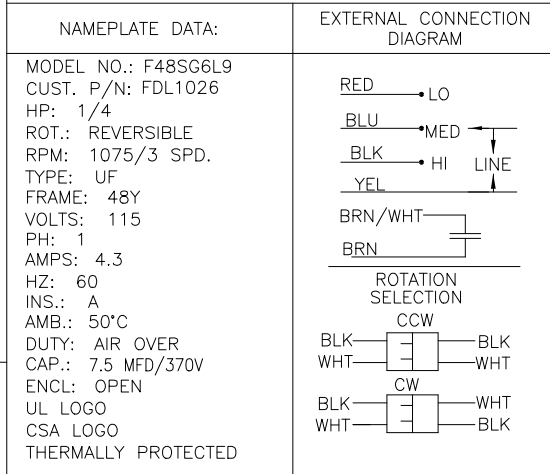 NAMEPLATE DATA:
MODEL NO.: F48SG6L9
CUST. P/N: FDL1026
HP: 1/4
ROT.: REVERSIBLE
RPM: 1075/3 SPD.
TYPE: UF
FRAME: 48Y
VOLTS: 115
PH: 1
AMPS: 4.3
HZ: 60
INS.: A
AMB.: 50°C
DUTY: AIR OVER
CAP.: 7.5 MFD/370V
ENCL: OPEN
UL LOGO
CSA LOGO
THERMALLY PROTECTED
EXTERNAL CONNECTION
DIAGRAM
RED LO
BLU MED
BLK HI LINE
YEL
BRN/WHT
BRN
ROTATION
SELECTION
CCW
BLK BLK
WHT WHT
CW
BLK WHT
WHT BLK